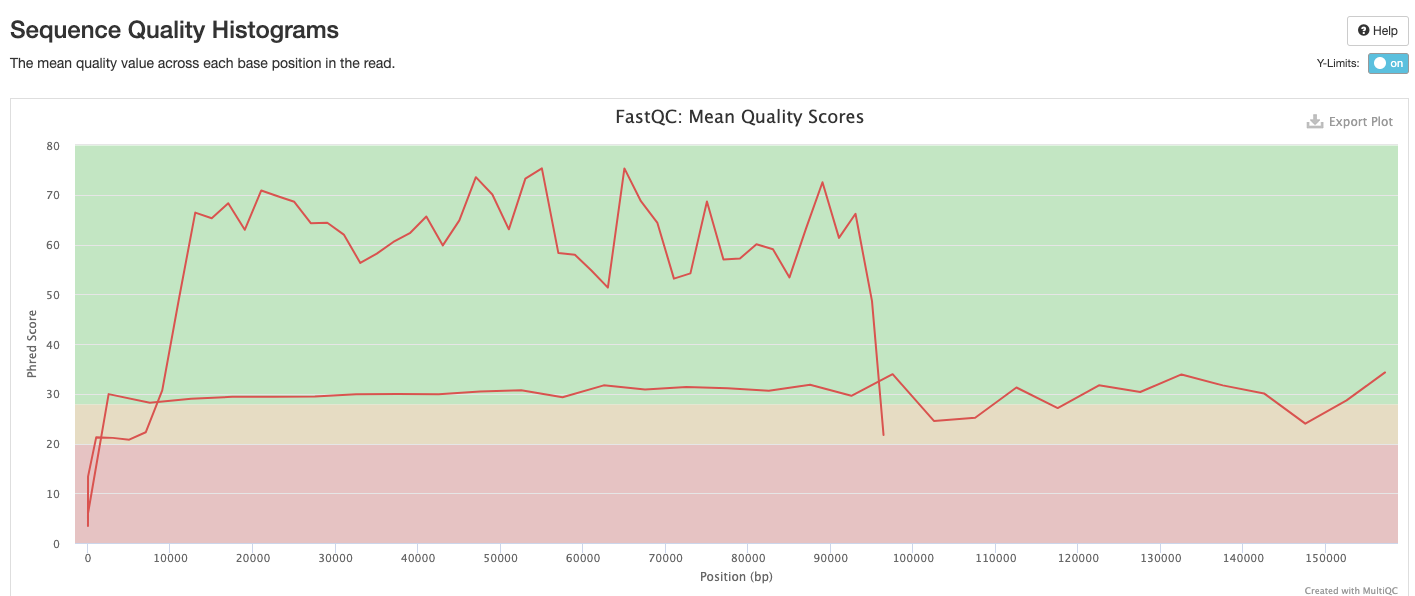 Sequence Quality Histograms
Help
The mean quality value across each base position in the read.
Y-Limits: on
FastQC: Mean Quality Scores
Export Plot
80
70
60
50
40
30
20
10
0
Phred Score
0 10000 20000 30000 40000 50000 60000 70000 80000 90000 100000 110000 120000 130000 140000 150000
Position (bp)
Created with MultiQC